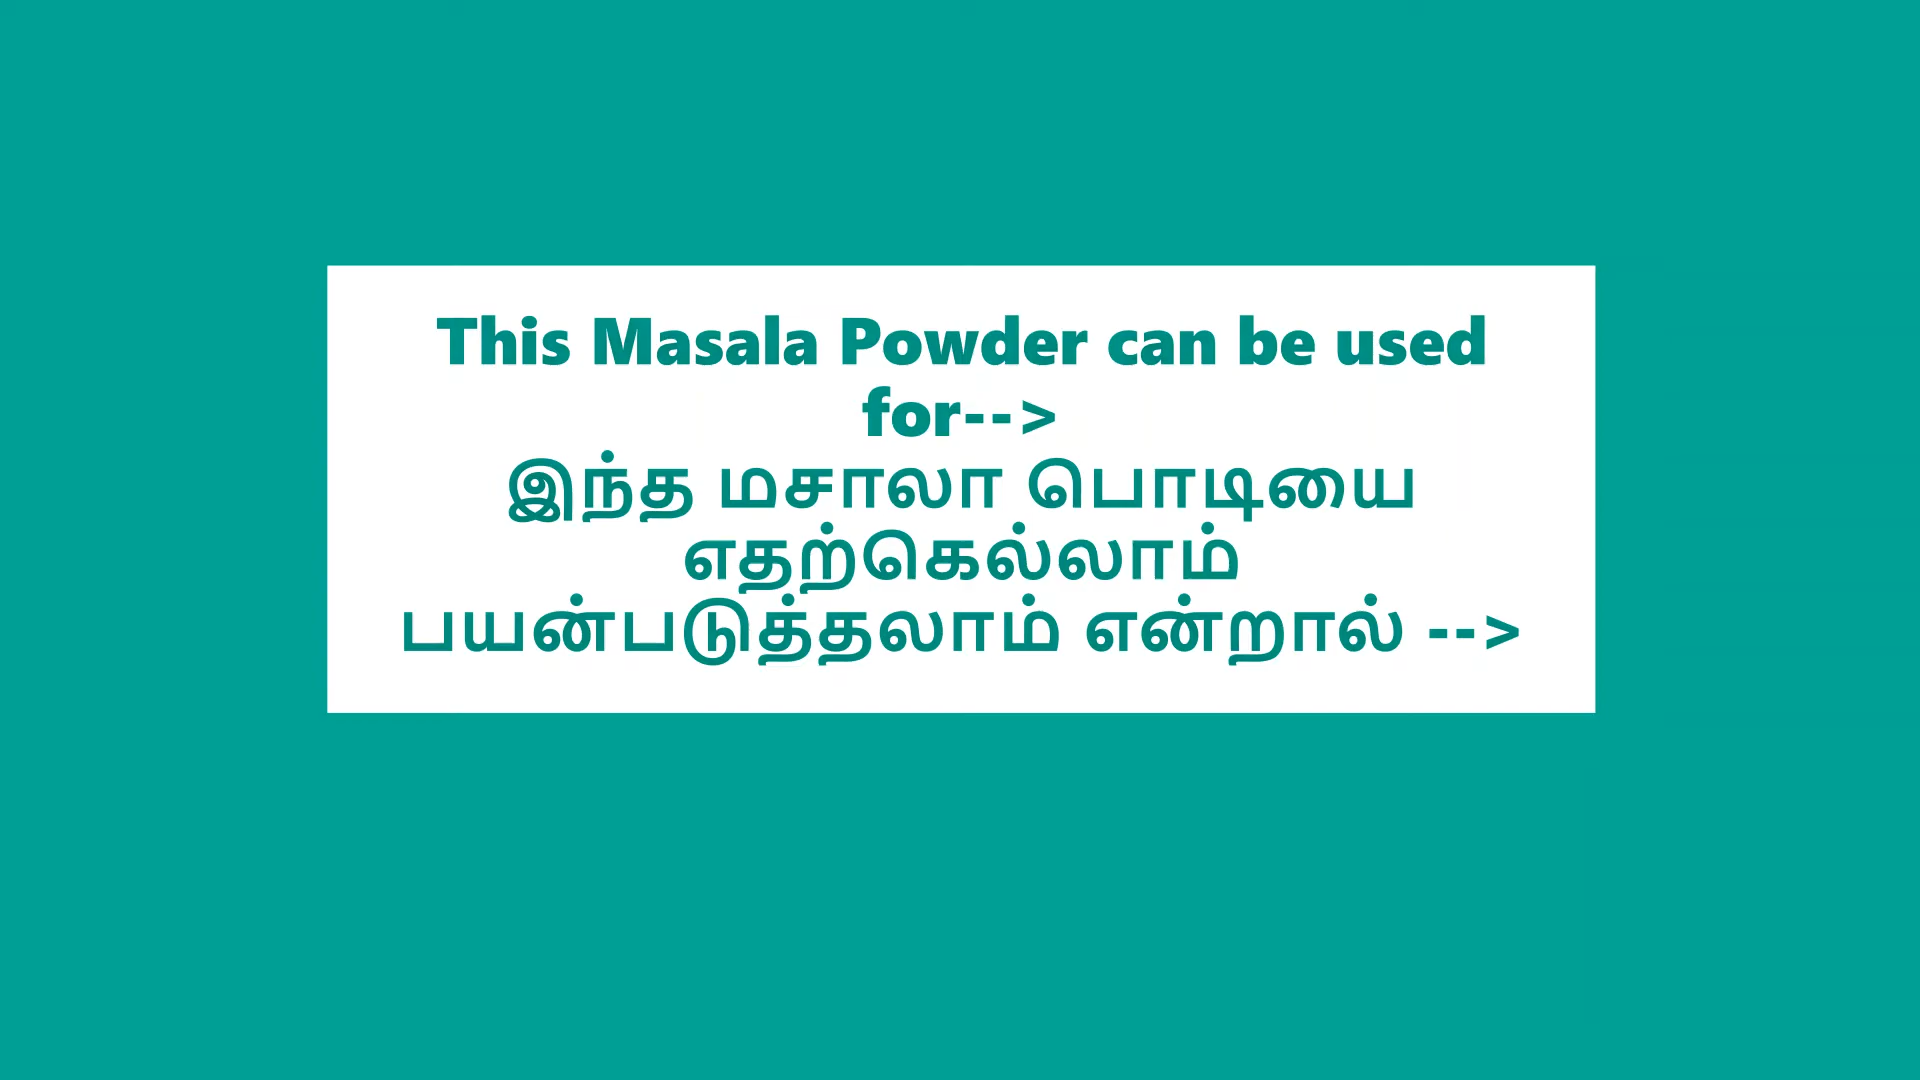 This Masala Powder can be used
for-->
இந்த மசாலா பொடியை
எதற்கெல்லாம்
பயன்படுத்தலாம் என்றால் -->